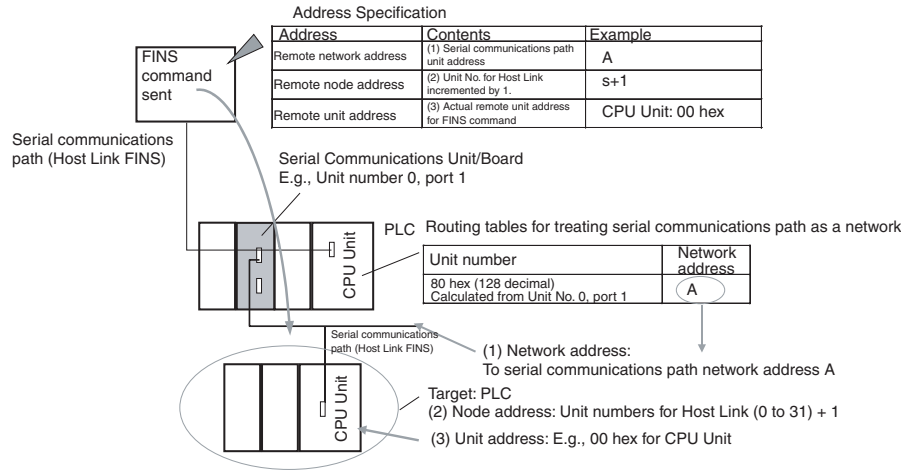 Address Specification
Address Contents Example
Remote network address (1) Serial communications path unit address A
Remote node address (2) Unit No. for Host Link incremented by 1. s+1
Remote unit address (3) Actual remote unit address for FINS command CPU Unit: 00 hex
FINS
command
sent
Serial communications
path (Host Link FINS)
Serial Communications Unit/Board
E.g., Unit number 0, port 1
PLC
CPU Unit
Routing tables for treating serial communications path as a network
Unit number Network address
80 hex (128 decimal)
Calculated from Unit No. 0, port 1 A
Serial communications
path (Host Link FINS)
(1) Network address:
To serial communications path network address A
CPU Unit
Target: PLC
(2) Node address: Unit numbers for Host Link (0 to 31) + 1
(3) Unit address: E.g., 00 hex for CPU Unit